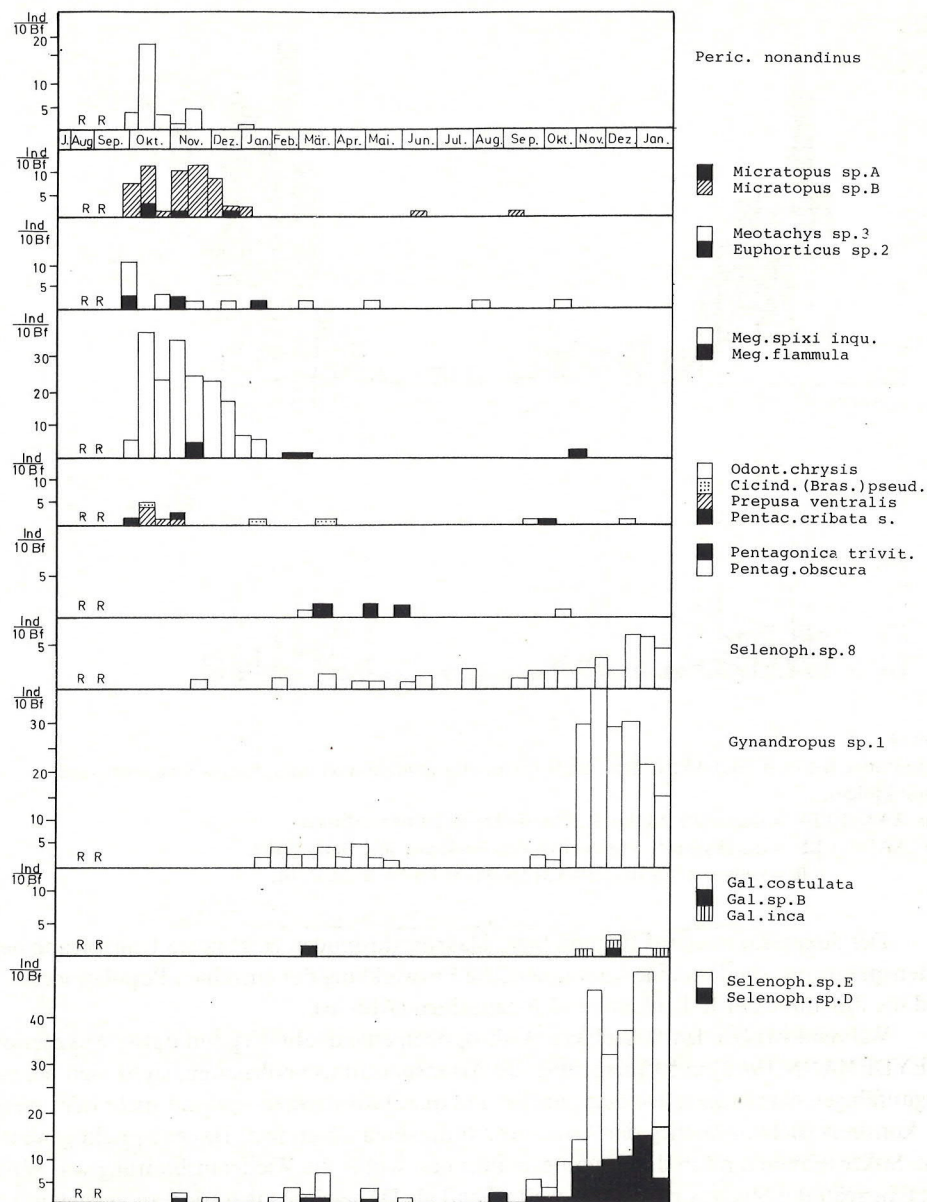 Ind
10 Bf
20
10
5
R R
Peric. nonandinus
J. Aug Sep. Okt. Nov. Dez. Jan. Feb. Mär. Apr. Mai. Jun. Jul. Aug. Sep. Okt. Nov. Dez. Jan.
Ind
10 Bf
10
5
R R
Micratopus sp.A
Micratopus sp.B
Ind
10 Bf
10
5
R R
Meotachys sp.3
Euphorticus sp.2
Ind
10 Bf
30
20
10
R R
Meg.spixi inqu.
Meg.flammula
Ind
10 Bf
10
5
R R
Odont.chrysis
Cicind.(Bras.)pseud.
Prepusa ventralis
Pentac.cribata s.
Ind
10 Bf
5
R R
Pentagonica trivit.
Pentag.obscura
Ind
10 Bf
5
R R
Selenoph.sp.8
Ind
10 Bf
30
20
10
5
R R
Gynandropus sp.1
Ind
10 Bf
10
5
R R
Gal.costulata
Gal.sp.B
Gal.inca
Ind
10 Bf
40
30
20
10
5
R R
Selenoph.sp.E
Selenoph.sp.D